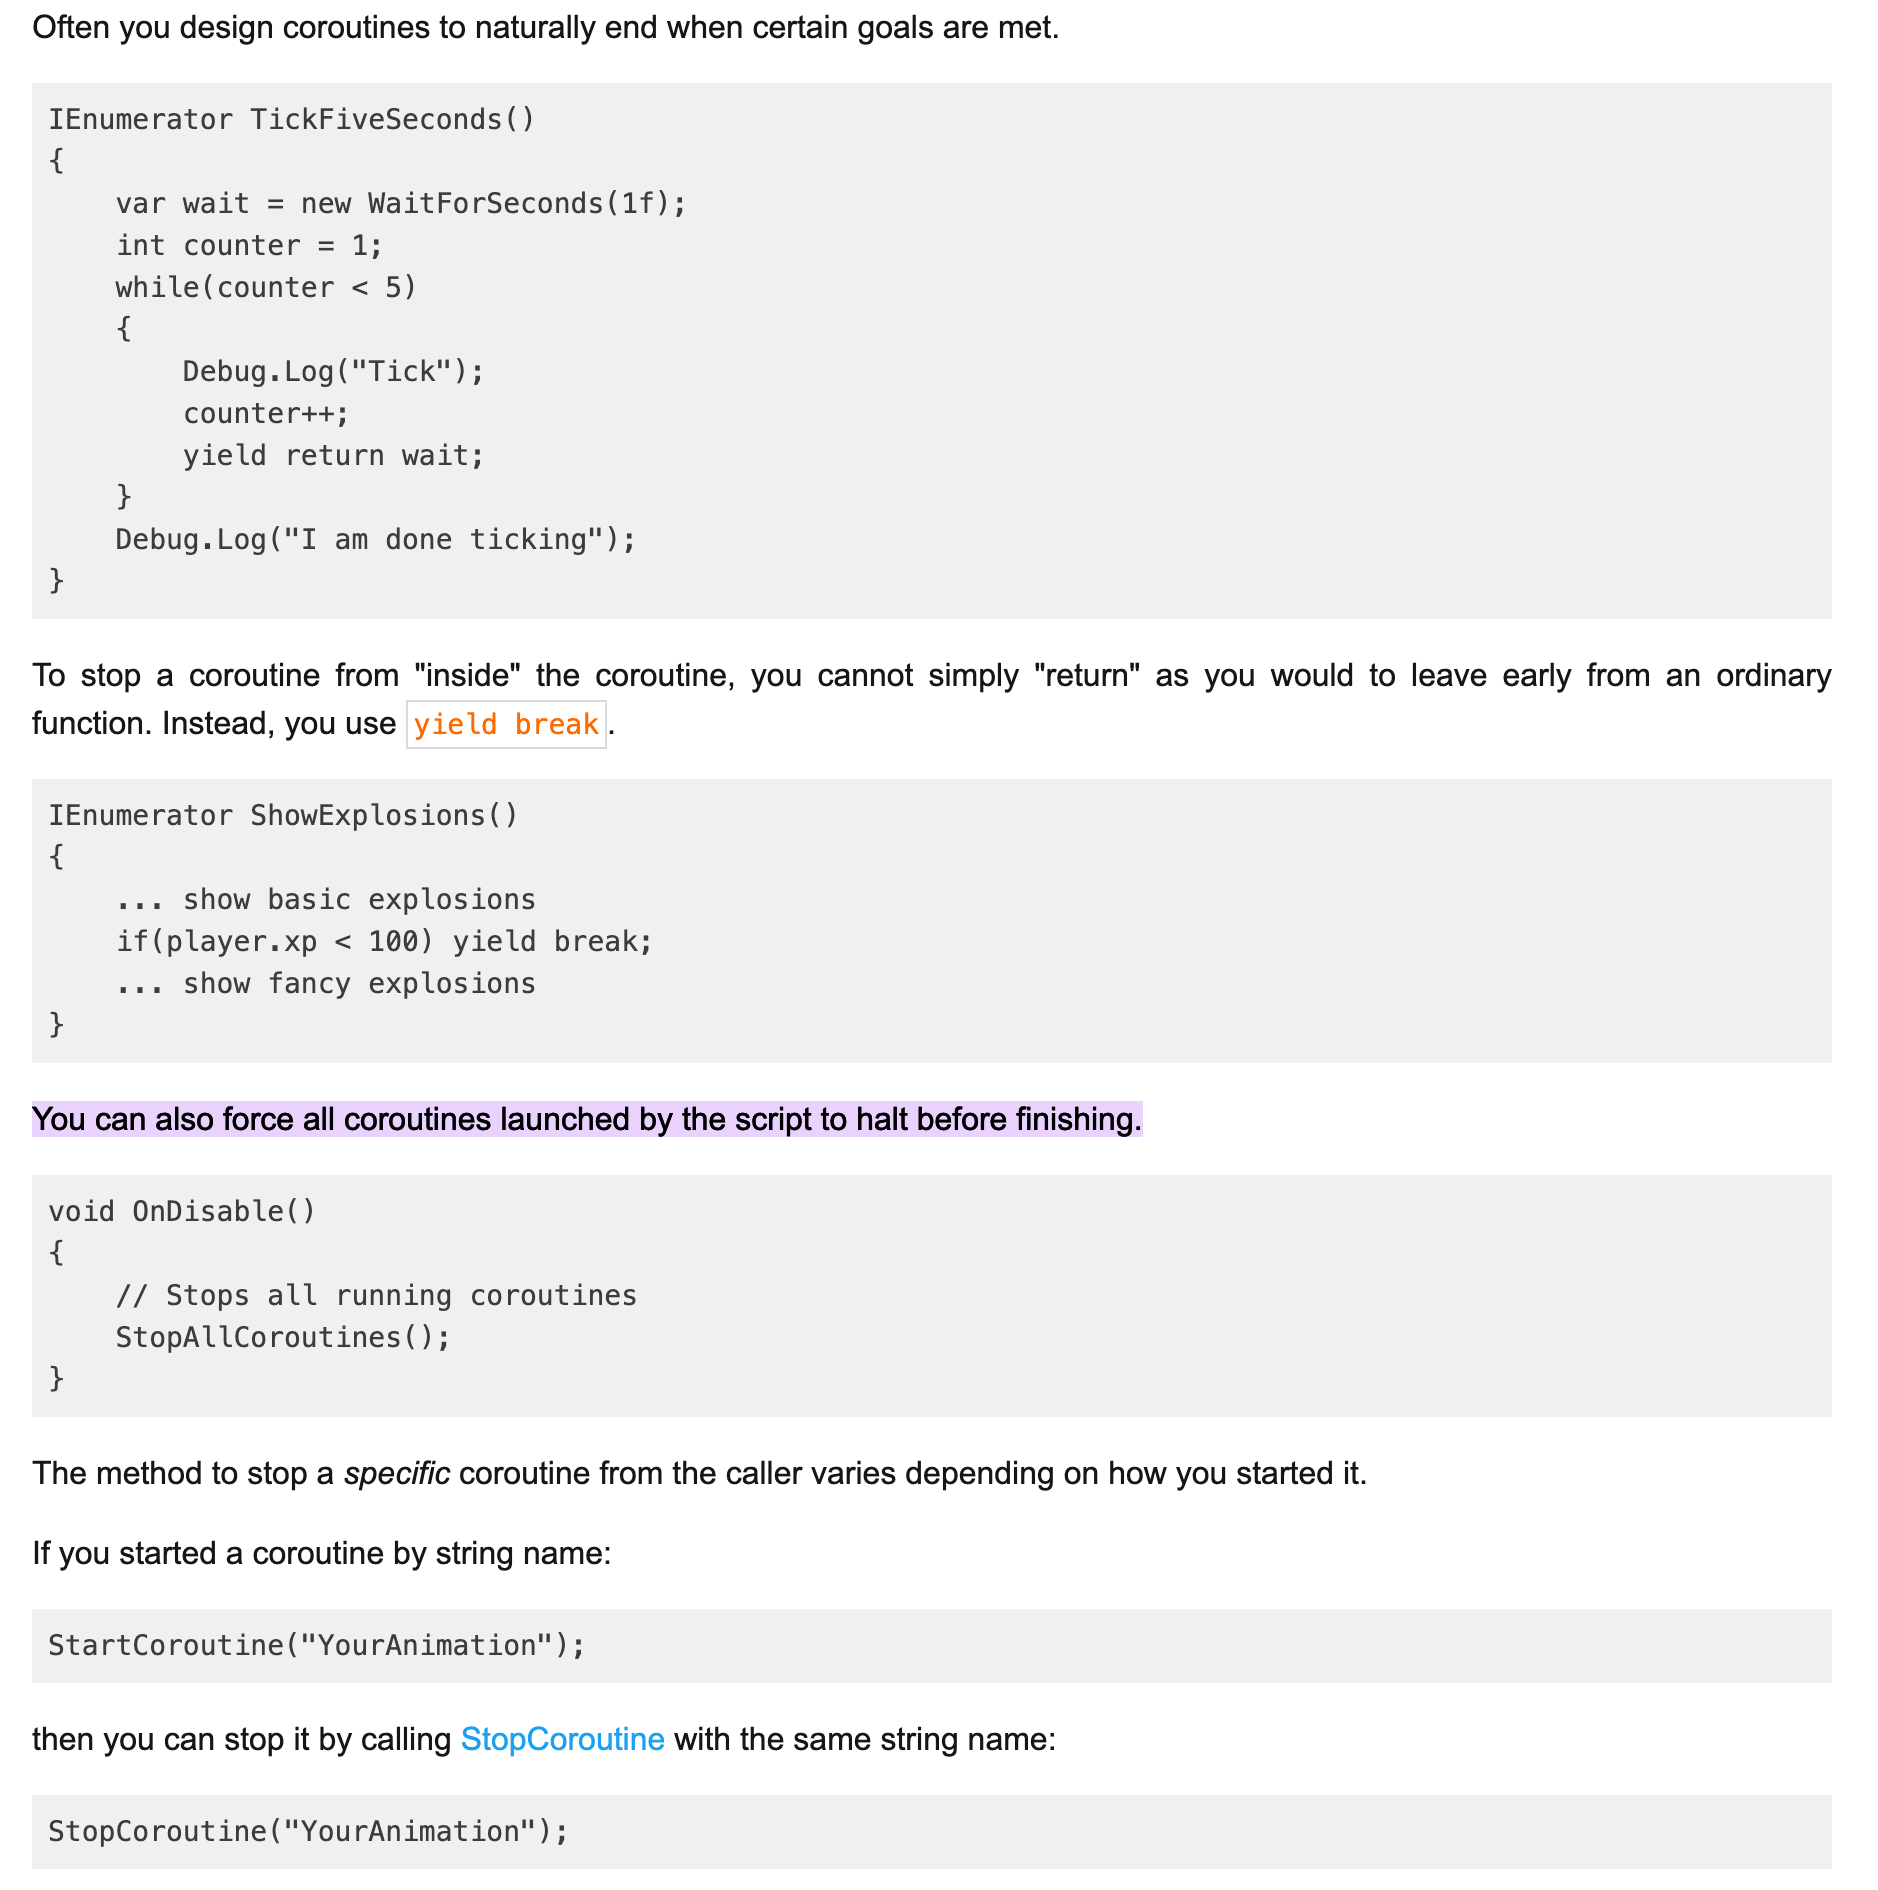 Often you design coroutines to naturally end when certain goals are met.
IEnumerator TickFiveSeconds()
{
    var wait = new WaitForSeconds(1f);
    int counter = 1;
    while(counter < 5)
    {
        Debug.Log("Tick");
        counter++;
        yield return wait;
    }
    Debug.Log("I am done ticking");
}
To stop a coroutine from "inside" the coroutine, you cannot simply "return" as you would to leave early from an ordinary
function. Instead, you use yield break.
IEnumerator ShowExplosions()
{
    ... show basic explosions
    if(player.xp < 100) yield break;
    ... show fancy explosions
}
You can also force all coroutines launched by the script to halt before finishing.
void OnDisable()
{
    // Stops all running coroutines
    StopAllCoroutines();
}
The method to stop a specific coroutine from the caller varies depending on how you started it.
If you started a coroutine by string name:
StartCoroutine("YourAnimation");
then you can stop it by calling StopCoroutine with the same string name:
StopCoroutine("YourAnimation");